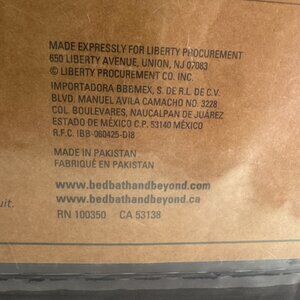 MADE EXPRESSLY FOR LIBERTY PROCUREMENT
650 LIBERTY AVENUE, UNION, NJ 07083
© LIBERTY PROCUREMENT CO. INC.
IMPORTADORA BBBMEX, S. DE R.L. DE C.V.
BLVD. MANUEL AVILA CAMACHO NO. 3228
COL. BOULEVARES, NAUCALPAN DE JUÁREZ
ESTADO DE MÉXICO C.P. 53140 MÉXICO
R.F.C. IBB-060425-DI8
MADE IN PAKISTAN
FABRIQUÉ EN PAKISTAN
www.bedbathandbeyond.com
uit.
www.bedbathandbeyond.ca
RN 100350 CA 53138